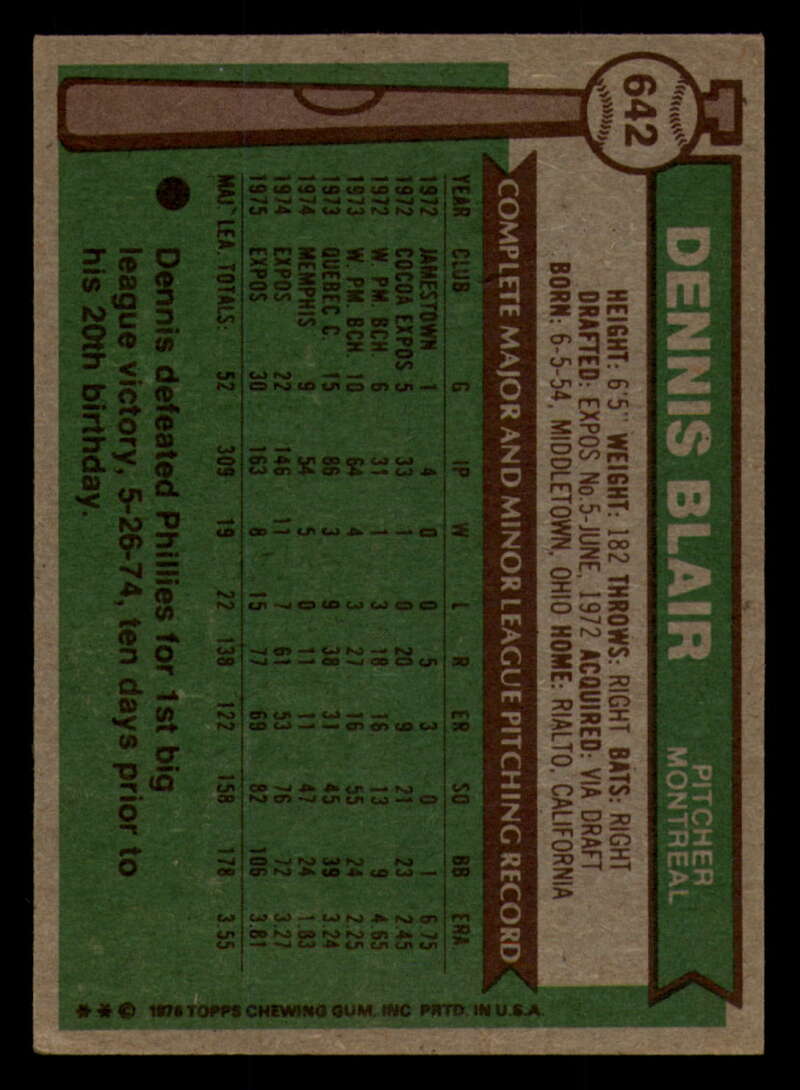 642
DENNIS BLAIR
PITCHER
MONTREAL
HEIGHT: 6'5" WEIGHT: 182 THROWS: RIGHT BATS: RIGHT
DRAFTED: EXPOS No. 5-JUNE, 1972 ACQUIRED: VIA DRAFT
BORN: 6-5-54, MIDDLETOWN, OHIO HOME: RIALTO, CALIFORNIA
COMPLETE MAJOR AND MINOR LEAGUE PITCHING RECORD
YEAR CLUB G IP W L R ER SO BB ERA
1972 JAMESTOWN 1 4 0 0 5 3 0 1 6.75
1972 COCOA EXPOS 5 33 1 0 20 9 21 23 2.45
1972 W. PM. BCH. 6 31 1 3 18 16 13 9 4.65
1973 W. PM. BCH. 10 64 4 3 27 16 55 24 2.25
1973 QUEBEC C. 15 86 3 9 38 31 45 39 3.24
1974 MEMPHIS 9 54 5 0 11 11 47 24 1.83
1974 EXPOS 22 146 11 7 61 53 76 72 3.27
1975 EXPOS 30 163 8 15 77 69 82 106 3.81
MAJ. LEA. TOTALS: 52 309 19 22 138 122 158 178 3.55
Dennis defeated Phillies for 1st big
league victory, 5-26-74, ten days prior to
his 20th birthday.
** © 1976 TOPPS CHEWING GUM, INC PRTD. IN U.S.A.